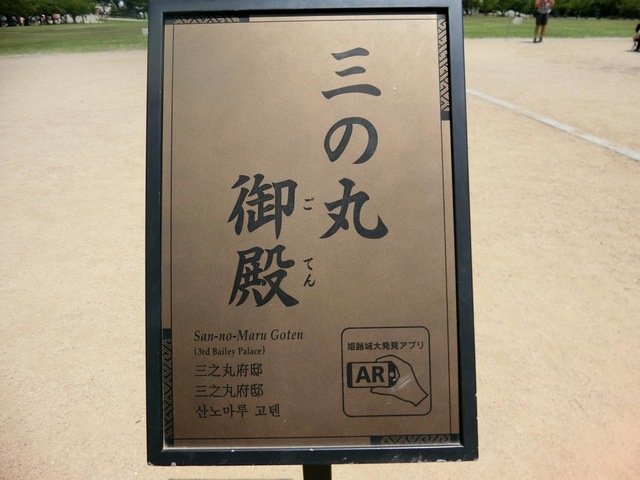 三の丸
御殿
ごてん
San-no-Maru Goten
(3rd Bailey Palace)
三之丸府邸
三之丸府邸
산노마루 고텐
姫路城大発見アプリ
AR